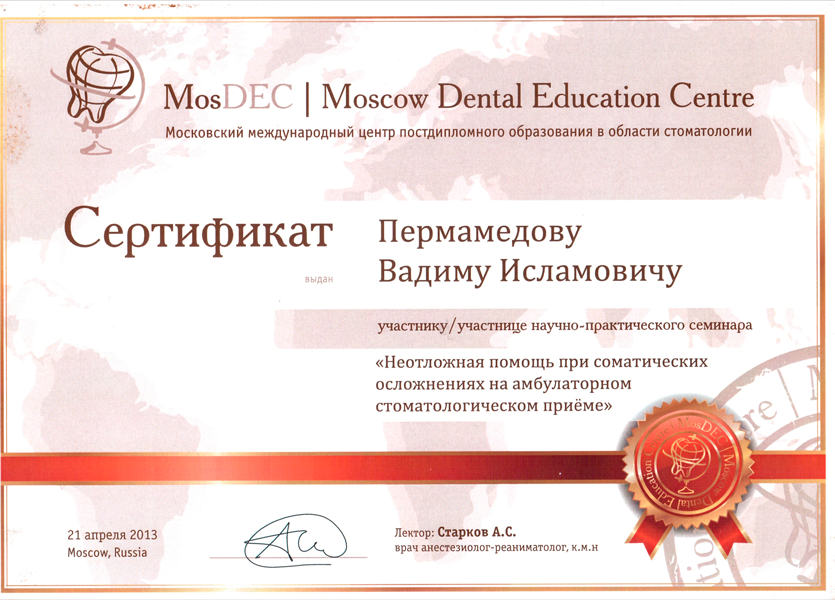 MosDEC | Moscow Dental Education Centre
Московский международный центр постдипломного образования в области стоматологии
Сертификат
выдан
Пермамедову
Вадиму Исламовичу
участнику/участнице научно-практического семинара
«Неотложная помощь при соматических
осложнениях на амбулаторном
стоматологическом приёме»
MosDEC | Moscow Dental Education Centre
21 апреля 2013
Moscow, Russia
Лектор: Старков А.С.
врач анестезиолог-реаниматолог, к.м.н